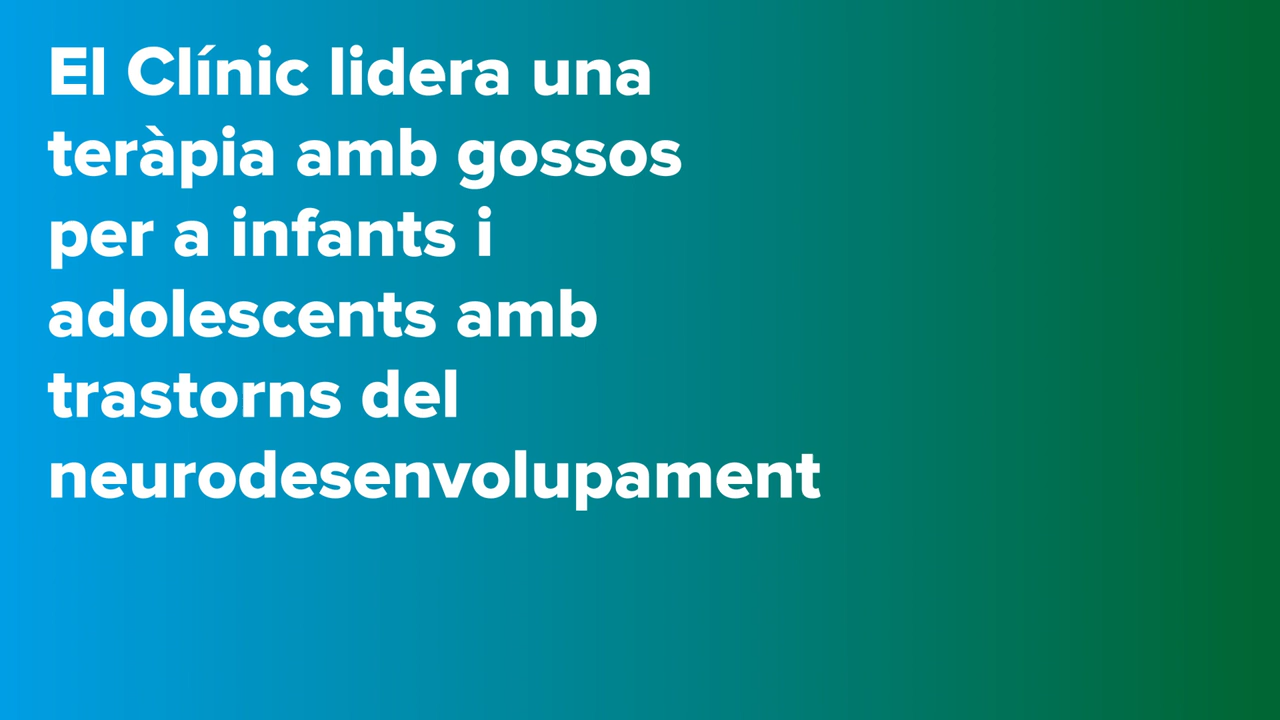 El Clínic lidera una
teràpia amb gossos
per a infants i
adolescents amb
trastorns del
neurodesenvolupament